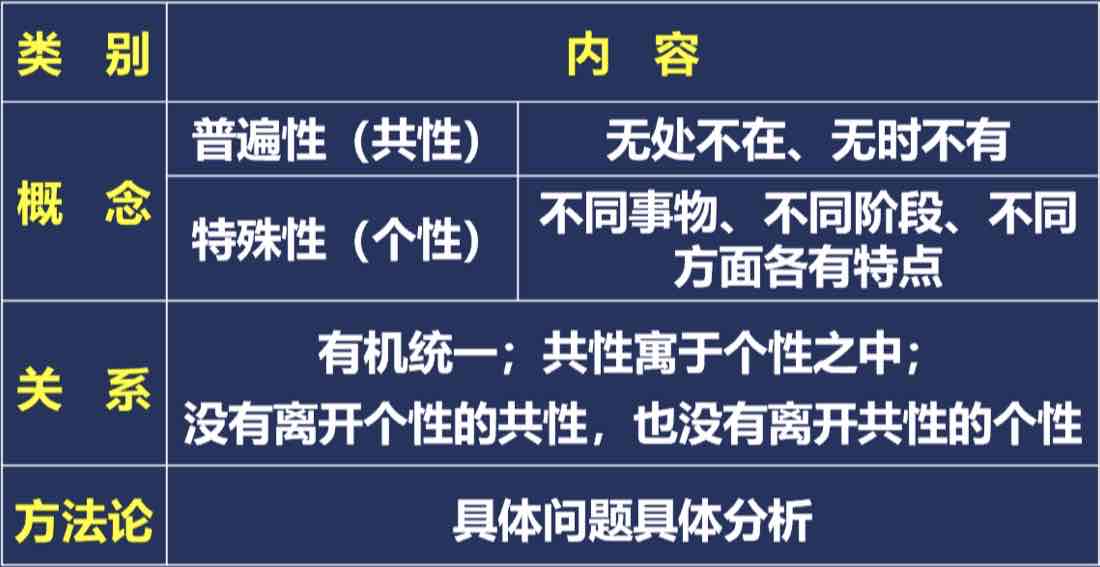 类 别
内 容
概 念
普遍性（共性）
无处不在、无时不有
特殊性（个性）
不同事物、不同阶段、不同
方面各有特点
关 系
有机统一；共性寓于个性之中；
没有离开个性的共性，也没有离开共性的个性
方法论
具体问题具体分析